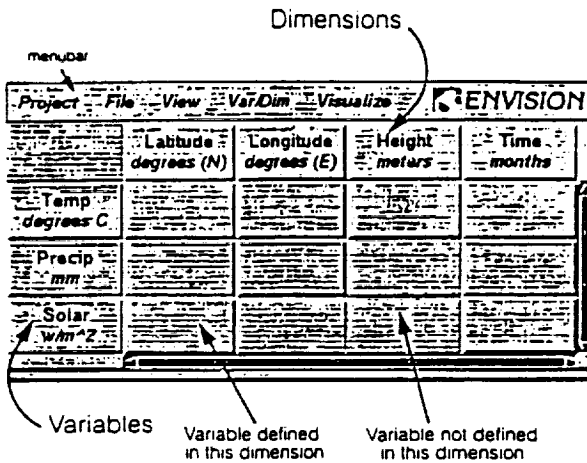 Dimensions
menubar
Project File View Var/Dim Visualize ENVISION
Latitude Longitude Height Time
degrees (N) degrees (E) meters months
Temp
degrees C
Precip
mm
Solar
w/m^2
Variables
Variable defined
in this dimension
Variable not defined
in this dimension